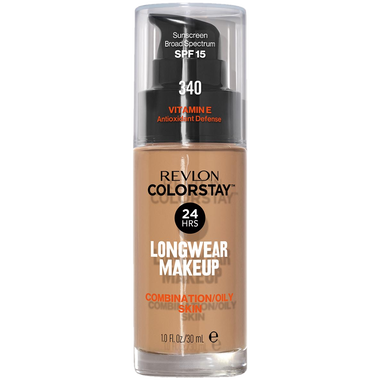 Sunscreen
Broad Spectrum
SPF 15
340
VITAMIN E
Antioxidant Defense
REVLON
COLORSTAY™
24
HRS
LONGWEAR
MAKEUP
COMBINATION/OILY
SKIN
1.0 Fl. Oz/30 mL e